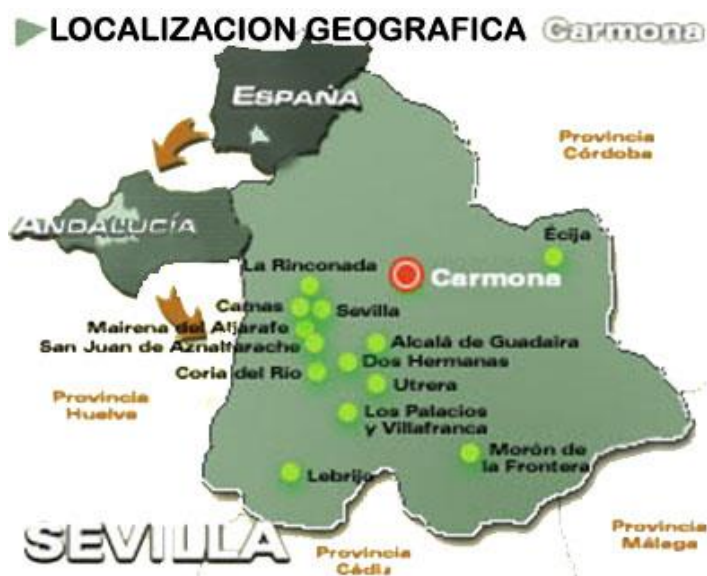 LOCALIZACION GEOGRAFICA Carmona
ESPAÑA
Provincia
Córdoba
ANDALUCÍA
Écija
La Rinconada
Carmona
Camas
Sevilla
Mairena del Aljarafe
San Juan de Aznalfarache
Alcalá de Guadaira
Dos Hermanas
Coria del Río
Utrera
Provincia
Huelva
Los Palacios
y Villafranca
Morón de
la Frontera
Lebrija
SEVILLA
Provincia
Málaga
Provincia
Cádiz